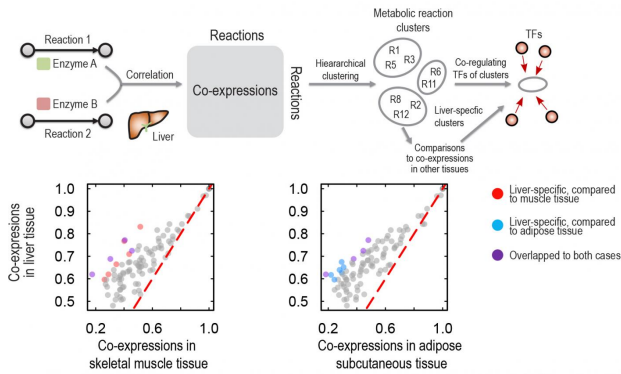 Reaction 1
Enzyme A
Enzyme B
Reaction 2
Correlation
Liver
Reactions
Co-expressions
Reactions
Hieararchical
clustering
Metabolic reaction
clusters
R1
R5
R3
R6
R11
R8
R2
R12
Co-regulating
TFs of clusters
Liver-specfic
clusters
Comparisons
to co-expressions
in other tissues
TFs
Co-expresions
in liver tissue
1.0
0.9
0.8
0.7
0.6
0.5
0.2
0.6
1.0
Co-expressions in
skeletal muscle tissue
1.0
0.9
0.8
0.7
0.6
0.5
0.2
0.6
1.0
Co-expressions in adipose
subcutaneous tissue
Liver-specific, compared
to muscle tissue
Liver-specific, compared
to adipose tissue
Overlapped to both cases